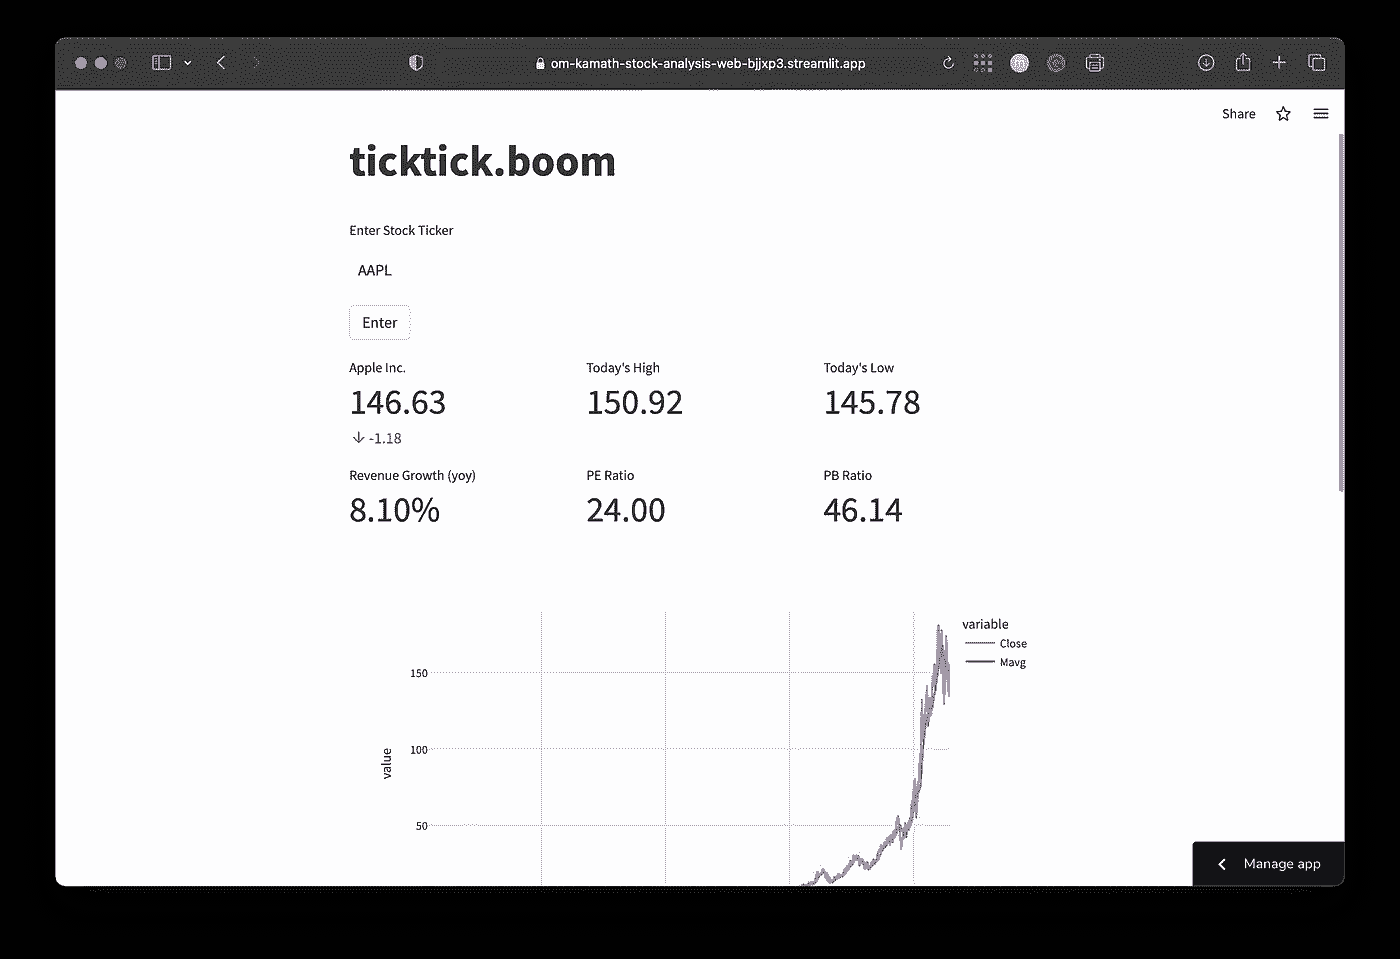 om-kamath-stock-analysis-web-bjjxp3.streamlit.app
Share
ticktick.boom
Enter Stock Ticker
AAPL
Enter
Apple Inc.
146.63
-1.18
Today's High
150.92
Today's Low
145.78
Revenue Growth (yoy)
8.10%
PE Ratio
24.00
PB Ratio
46.14
variable
Close
Mavg
150
100
50
value
Manage app